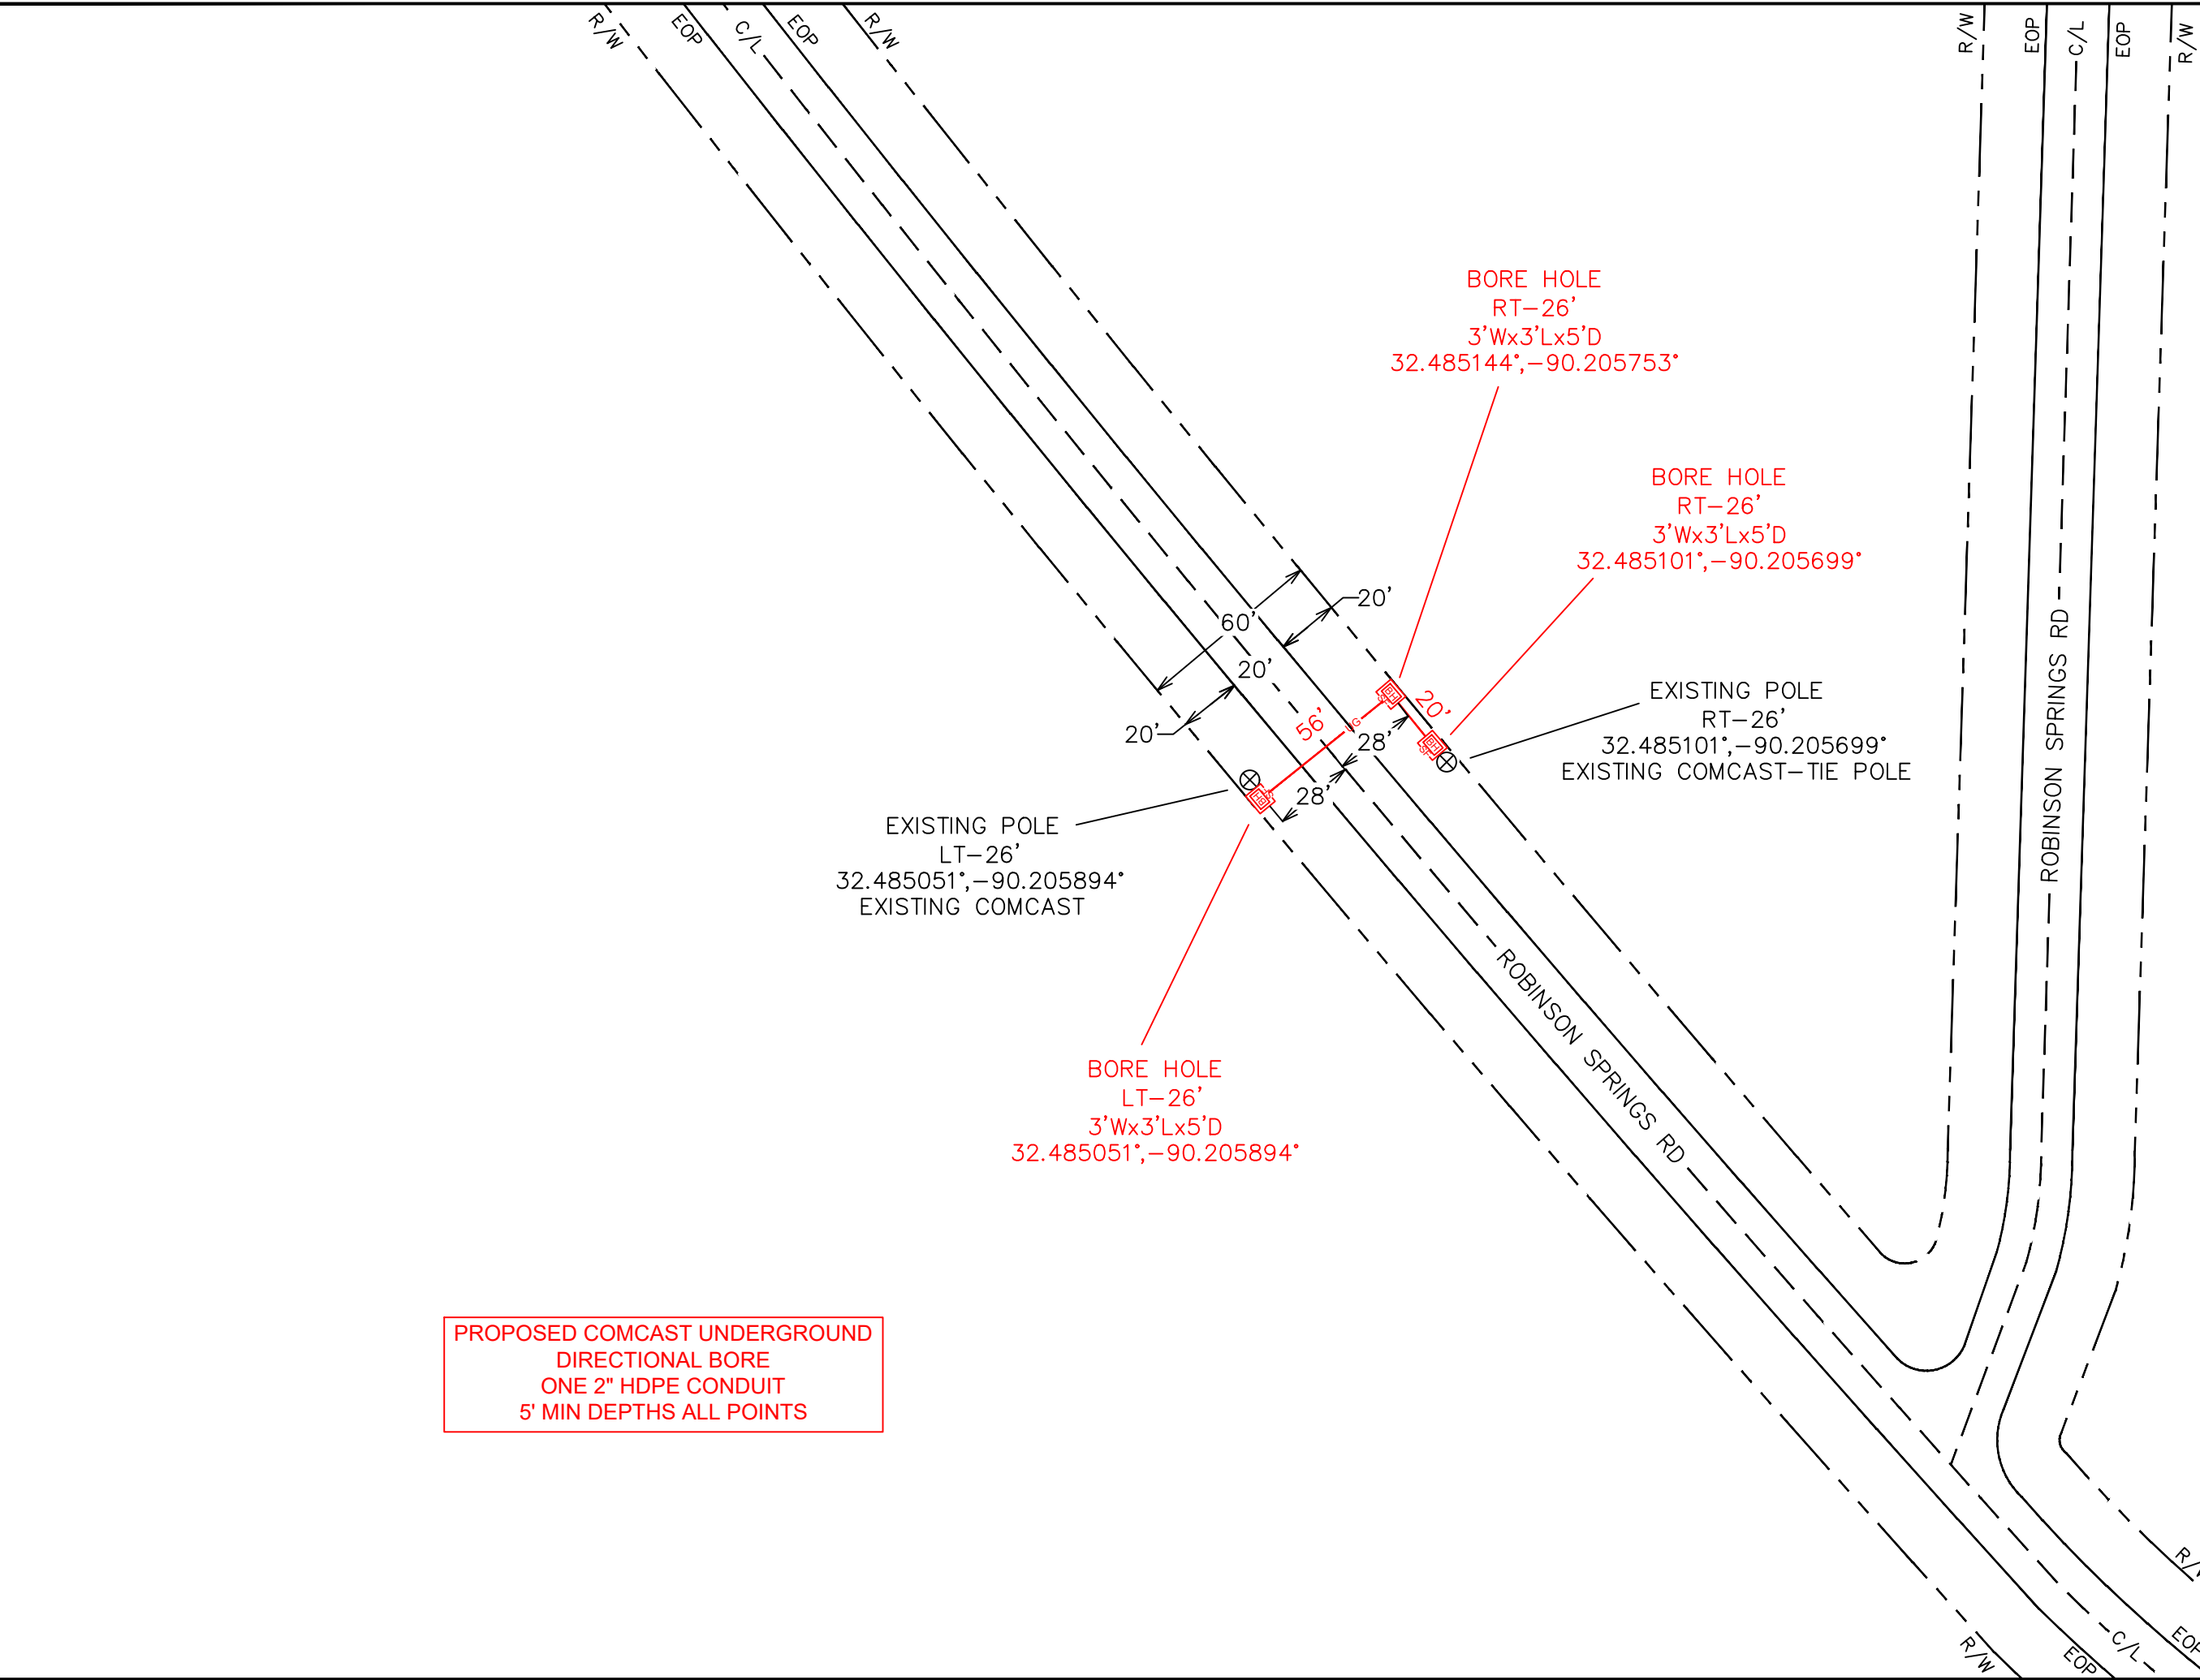 R/W
EOP
C/L
EOP
R/W
R/W
EOP
C/L
EOP
R/W
BORE HOLE
RT-26'
3'Wx3'Lx5'D
32.485144°,-90.205753°
BORE HOLE
RT-26'
3'Wx3'Lx5'D
32.485101°,-90.205699°
20'
60'
20'
20'
BH
20'
56'
28'
BH
28'
BH
EXISTING POLE
RT-26'
32.485101°,-90.205699°
EXISTING COMCAST-TIE POLE
EXISTING POLE
LT-26'
32.485051°,-90.205894°
EXISTING COMCAST
ROBINSON SPRINGS RD
ROBINSON SPRINGS RD
BORE HOLE
LT-26'
3'Wx3'Lx5'D
32.485051°,-90.205894°
PROPOSED COMCAST UNDERGROUND
DIRECTIONAL BORE
ONE 2" HDPE CONDUIT
5' MIN DEPTHS ALL POINTS
R/W
EOP
C/L
EOP